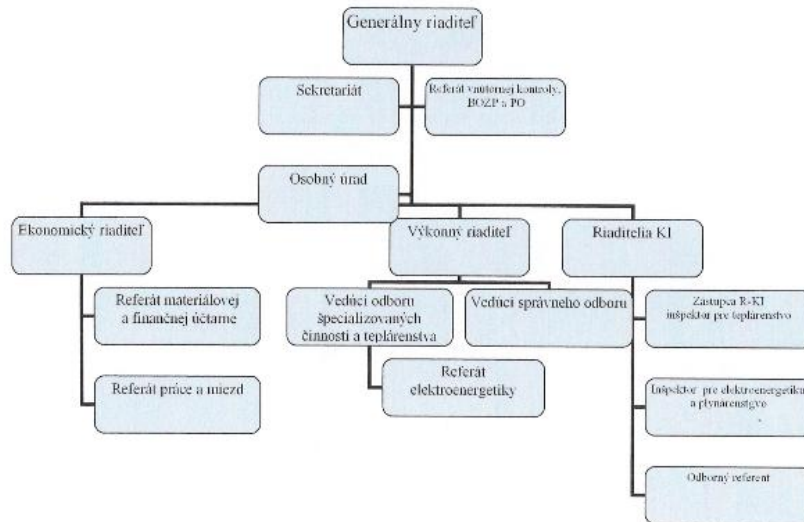 Generálny riaditeľ
Sekretariát
Referát vnútornej kontroly,
BOZP a PO
Osobný úrad
Ekonomický riaditeľ
Výkonný riaditeľ
Riaditelia KI
Referát materiálovej
a finančnej účtarne
Vedúci odboru
špecializovaných
činností a teplárenstva
Vedúci správneho odboru
Zástupca R-KI
inšpektor pre teplárenstvo
Referát práce a miezd
Referát
elektroenergetiky
Inšpektor pre elektroenergetiku
a plynárenstgvo
Odborný referent